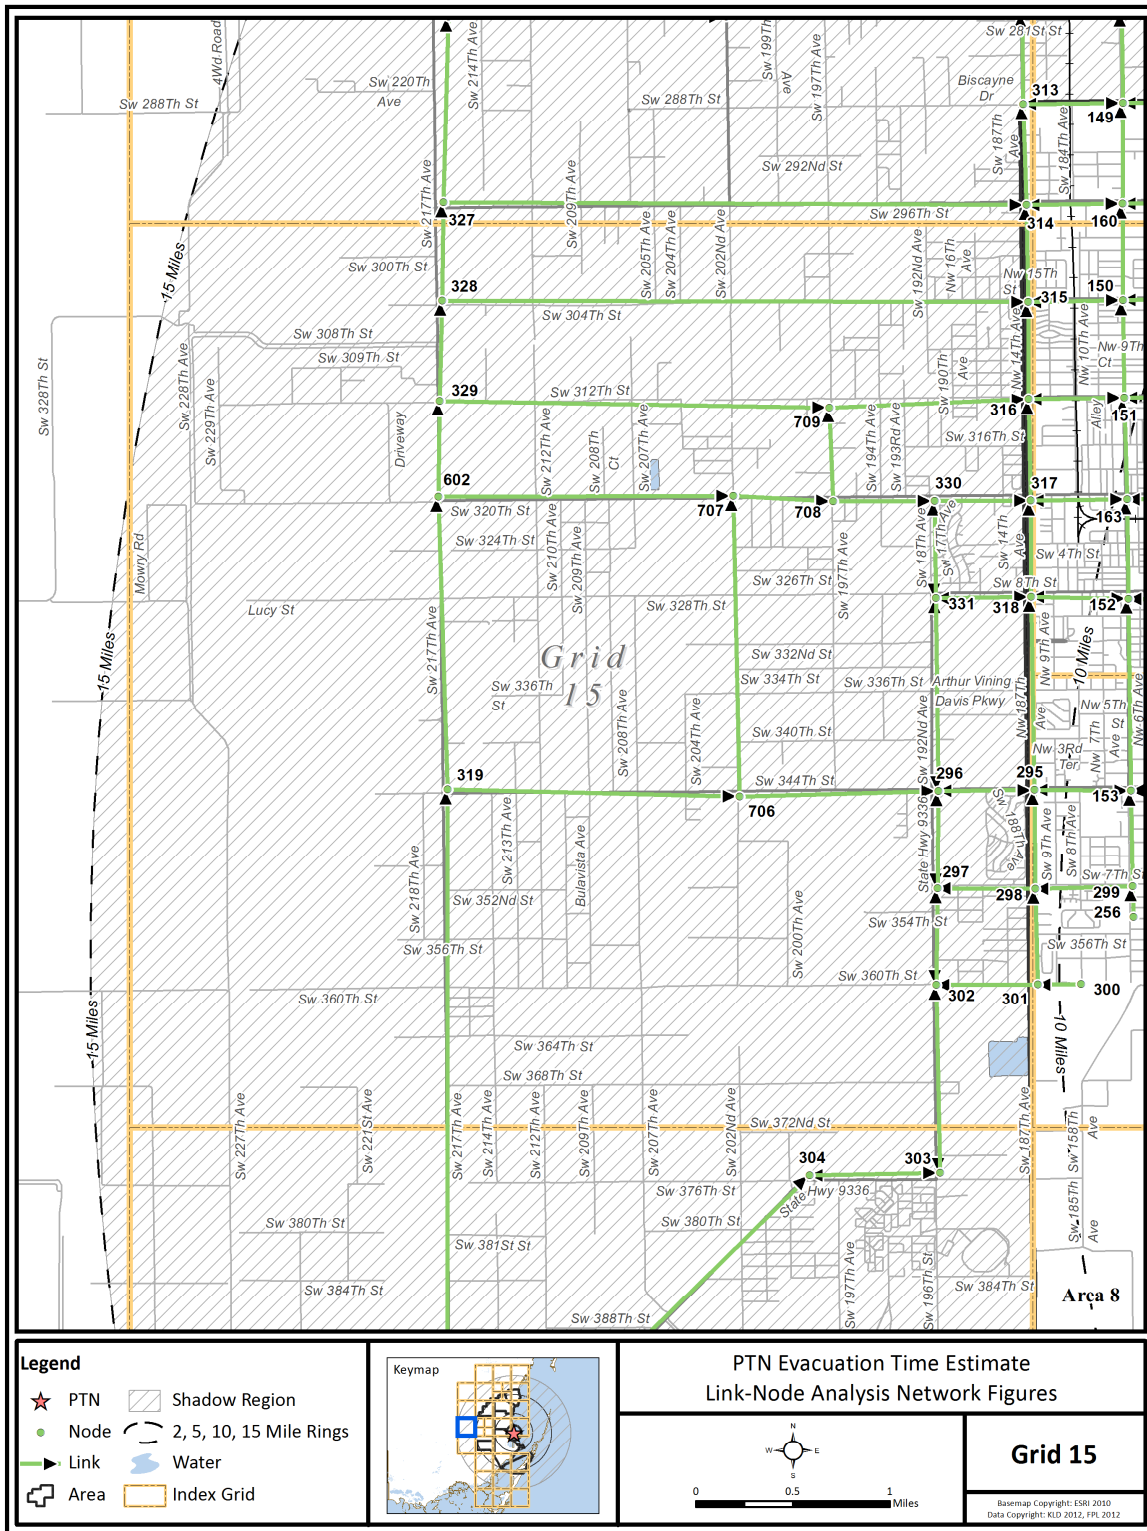 Sw 281St St
4Wd Road
Sw 214Th Ave
Sw 199Th
Ave
Sw 197Th Ave
Sw 220Th
Ave
Biscayne
Dr
313
Sw 288Th St
Sw 288Th St
149
Sw 187Th
Ave
Sw 184Th Ave
Sw 292Nd St
Sw 217Th Ave
Sw 209Th Ave
327
Sw 296Th St
314
160
15 Miles
Sw 205Th Ave
Sw 204Th Ave
Sw 202Nd Ave
Sw 192Nd Ave
Nw 16Th
Ave
Sw 300Th St
Nw 15Th
St
328
315
150
Sw 304Th St
Sw 308Th St
Sw 309Th St
Sw 328Th St
Sw 228Th Ave
Sw 229Th Ave
Nw 14Th Ave
Nw 10Th Ave
Nw 9Th
Ct
Sw 190Th
Ave
329
Sw 312Th St
709
316
151
Driveway
Sw 212Th Ave
Sw 208Th
Ct
Sw 207Th Ave
Sw 194Th Ave
Sw 193Rd Ave
Sw 316Th St
Alley
602
330
317
707
708
163
Sw 320Th St
Mowry Rd
Sw 324Th St
Sw 210Th Ave
Sw 209Th Ave
Sw 18Th Ave
Sw 17Th Ave
Sw 14Th
Ave
Sw 4Th St
Sw 326Th St
Sw 197Th Ave
Sw 8Th St
Lucy St
Sw 328Th St
331
318
152
15 Miles
Sw 217Th Ave
Grid
15
Sw 332Nd St
Nw 9Th Ave
10 Miles
Sw 334Th St
Sw 336Th St
Arthur Vining
Davis Pkwy
Sw 336Th
St
Sw 208Th Ave
Sw 204Th Ave
Sw 340Th St
Sw 192Nd Ave
Nw 187Th
Ave
Nw 5Th
St
Nw 6Th Ave
Nw 7Th
Ave
Nw 3Rd
Ter
319
Sw 344Th St
296
295
153
706
Sw 213Th Ave
Bulavista Ave
Sw 218Th Ave
State Hwy 9336
Sw 188Th Ave
Sw 9Th Ave
Sw 8Th Ave
297
Sw 7Th St
298
299
Sw 352Nd St
256
Sw 354Th St
Sw 356Th St
Sw 356Th St
Sw 200Th Ave
Sw 360Th St
Sw 360Th St
302
301
300
15 Miles
10 Miles
Sw 364Th St
Sw 368Th St
Sw 227Th Ave
Sw 221St Ave
Sw 217Th Ave
Sw 214Th Ave
Sw 212Th Ave
Sw 209Th Ave
Sw 207Th Ave
Sw 202Nd Ave
Sw 372Nd St
Sw 187Th Ave
Sw 158Th
Ave
304
303
Sw 376Th St
State Hwy 9336
Sw 185Th
Ave
Sw 380Th St
Sw 380Th St
Sw 381St St
Sw 197Th Ave
Sw 196Th St
Sw 384Th St
Sw 384Th St
Area 8
Sw 388Th St
Legend
PTN
Shadow Region
Node
2, 5, 10, 15 Mile Rings
Link
Water
Area
Index Grid
Keymap
PTN Evacuation Time Estimate
Link-Node Analysis Network Figures
N
W
E
S
0
0.5
1
Miles
Grid 15
Basemap Copyright: ESRI 2010
Data Copyright: KLD 2012, FPL 2012